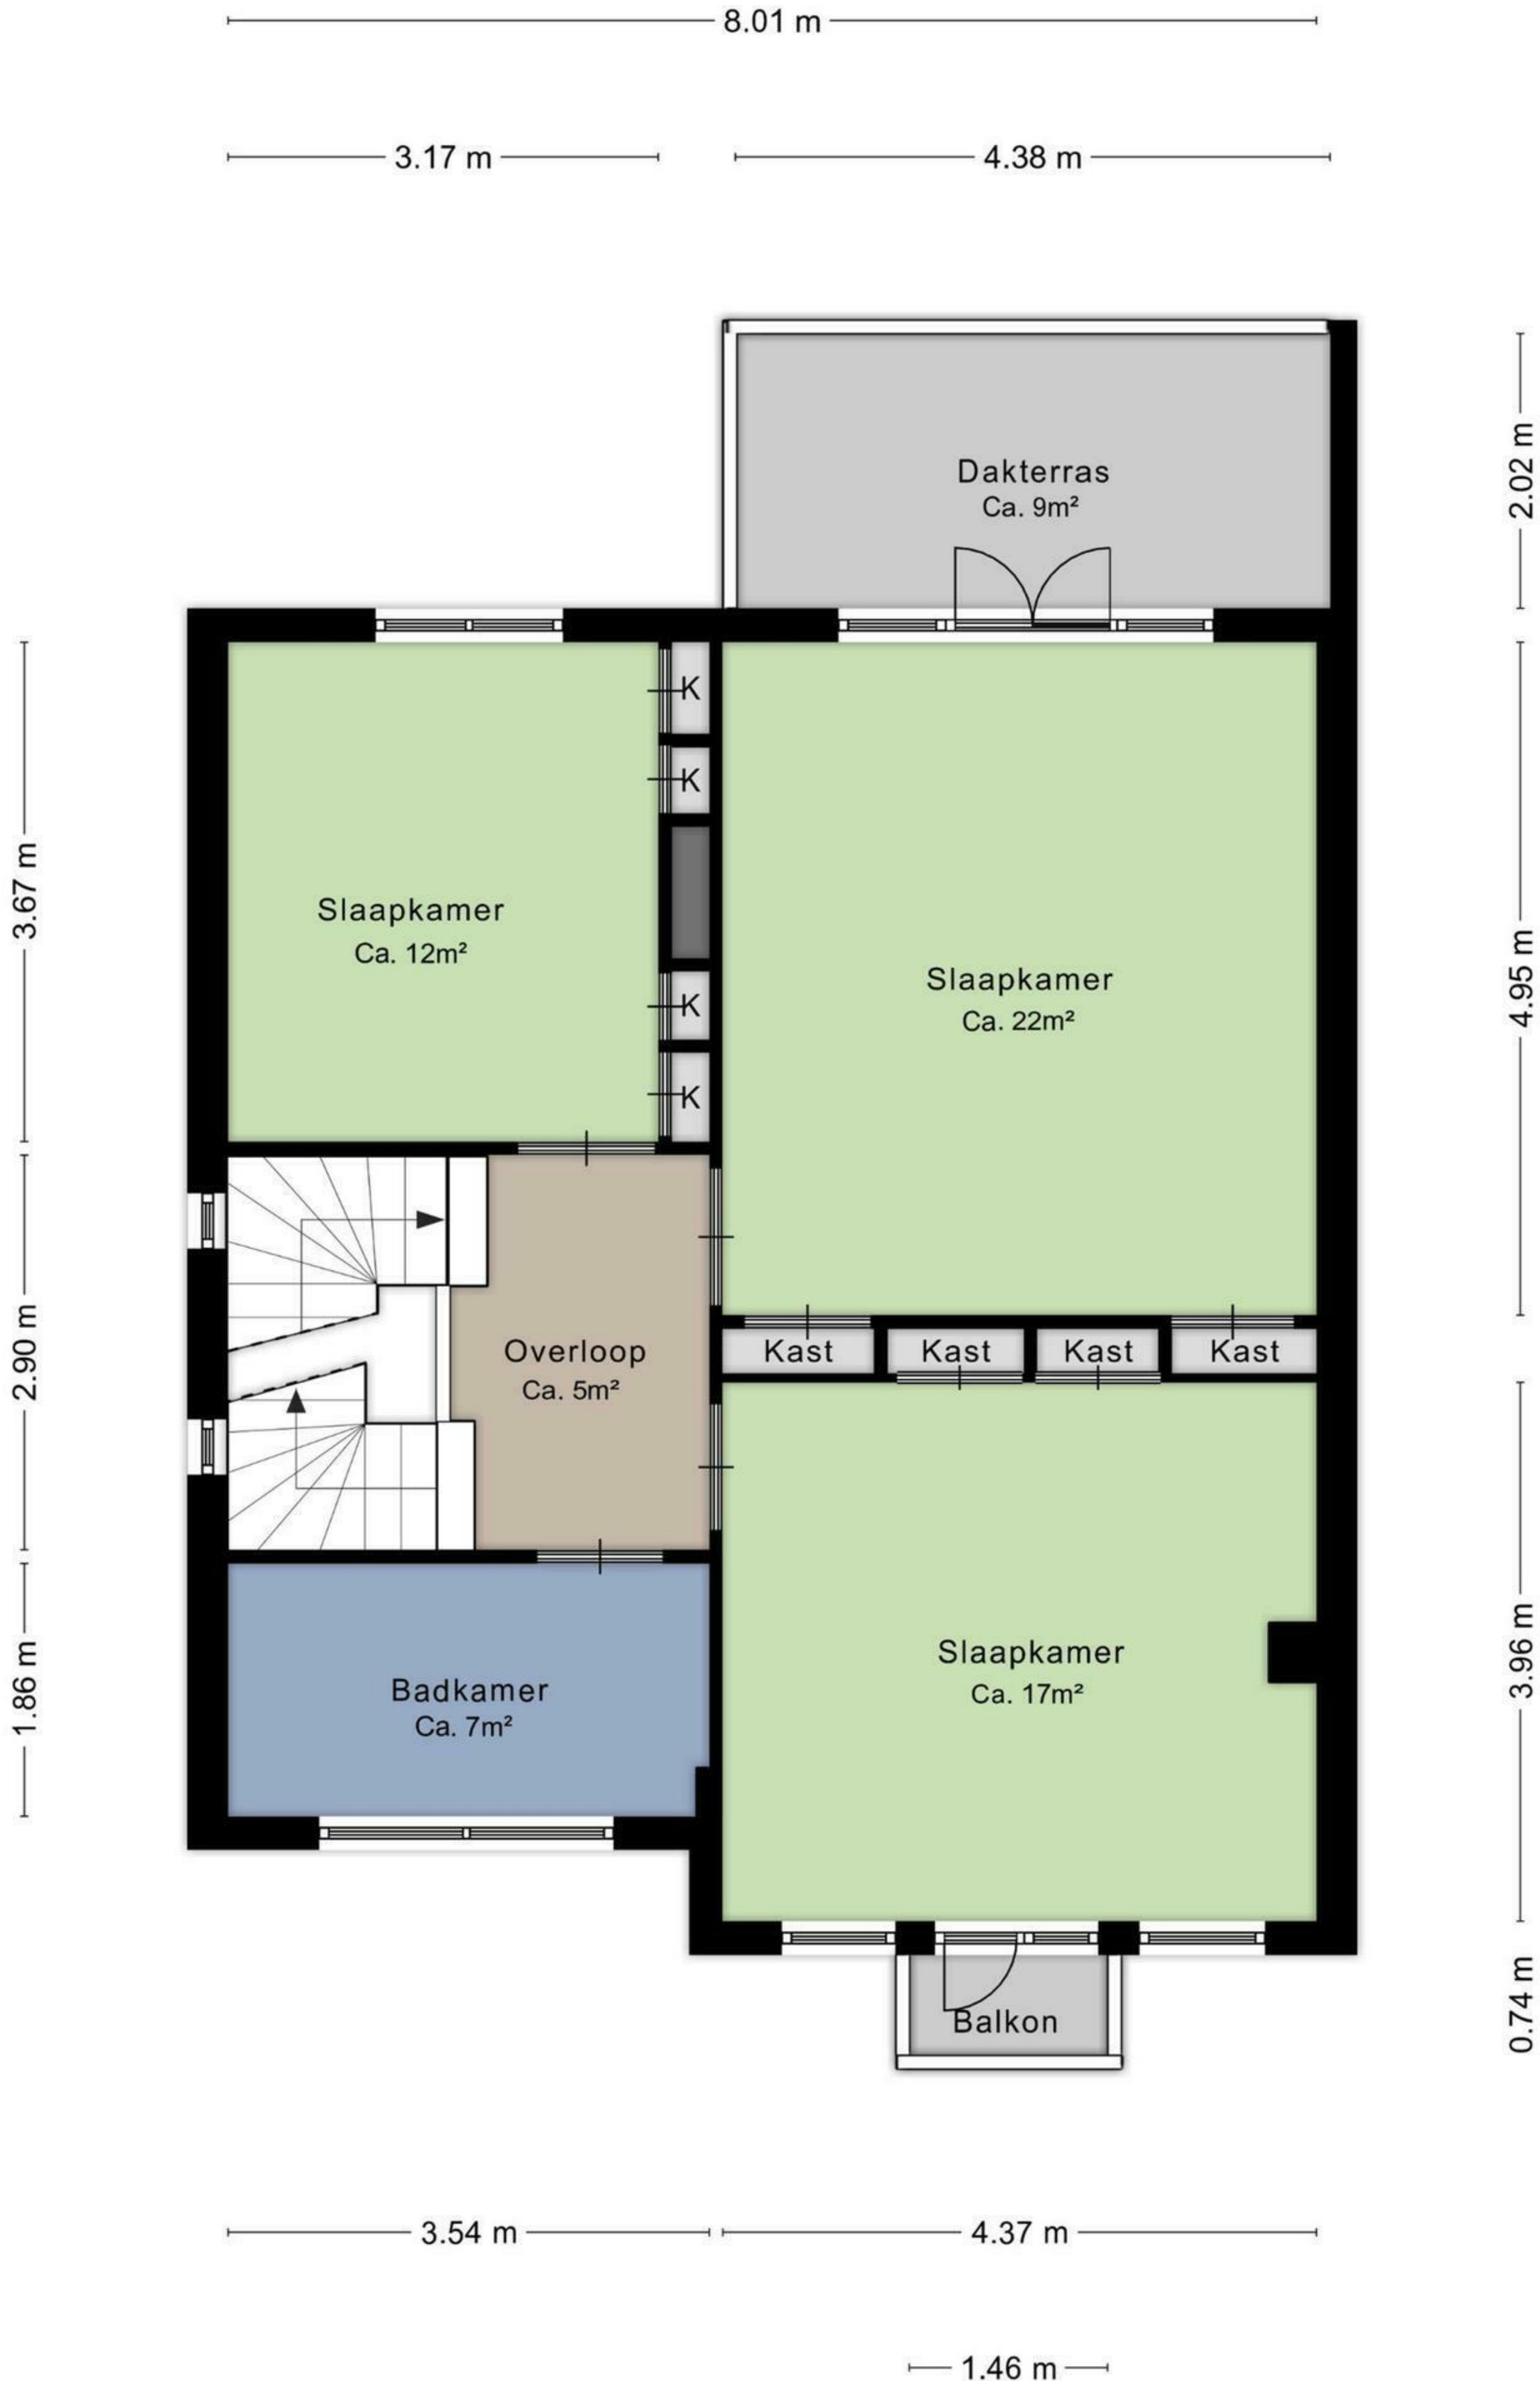 8.01 m
3.17 m
4.38 m
2.02 m
Dakterras
Ca. 9m²
K
K
K
K
3.67 m
Slaapkamer
Ca. 12m²
Slaapkamer
Ca. 22m²
4.95 m
2.90 m
Overloop
Ca. 5m²
Kast
Kast
Kast
Kast
1.86 m
Badkamer
Ca. 7m²
Slaapkamer
Ca. 17m²
3.96 m
Balkon
0.74 m
3.54 m
4.37 m
1.46 m